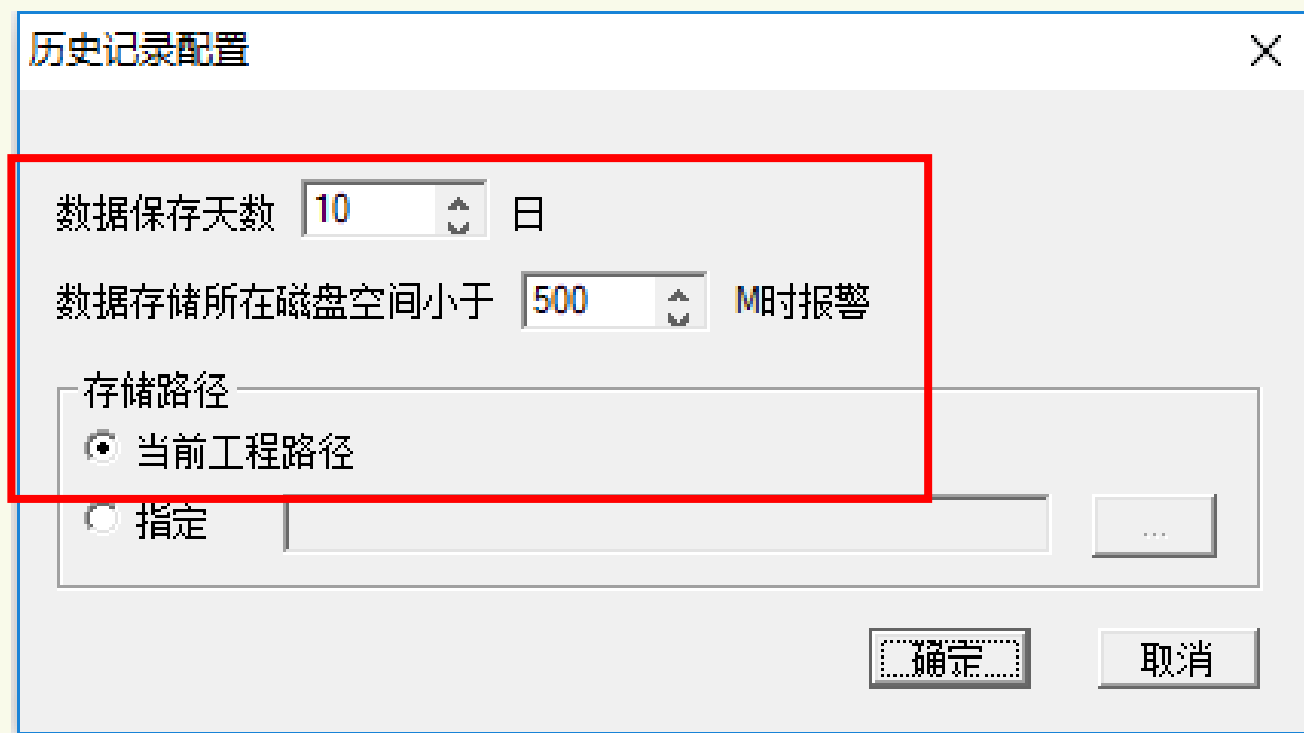 历史记录配置
数据保存天数 10 日
数据存储所在磁盘空间小于 500 M时报警
存储路径
当前工程路径
指定 ...
确定 取消